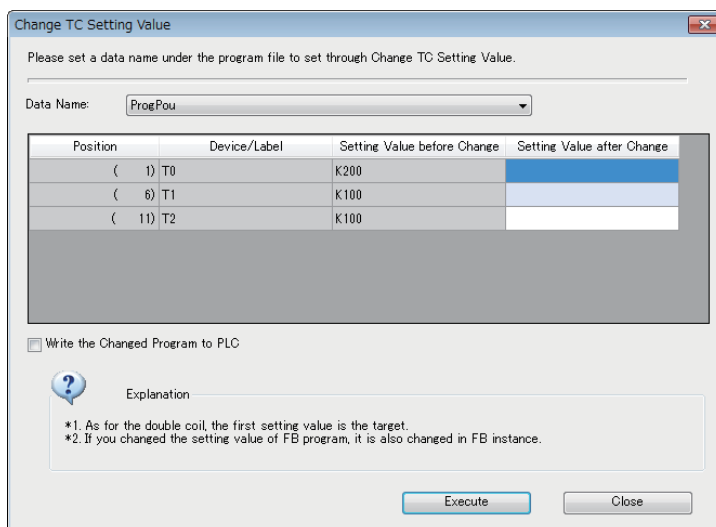 Change TC Setting Value
Please set a data name under the program file to set through Change TC Setting Value.
Data Name: ProgPou
Position Device/Label Setting Value before Change Setting Value after Change
( 1) T0 K200
( 6) T1 K100
( 11) T2 K100
Write the Changed Program to PLC
Explanation
*1. As for the double coil, the first setting value is the target.
*2. If you changed the setting value of FB program, it is also changed in FB instance.
Execute Close